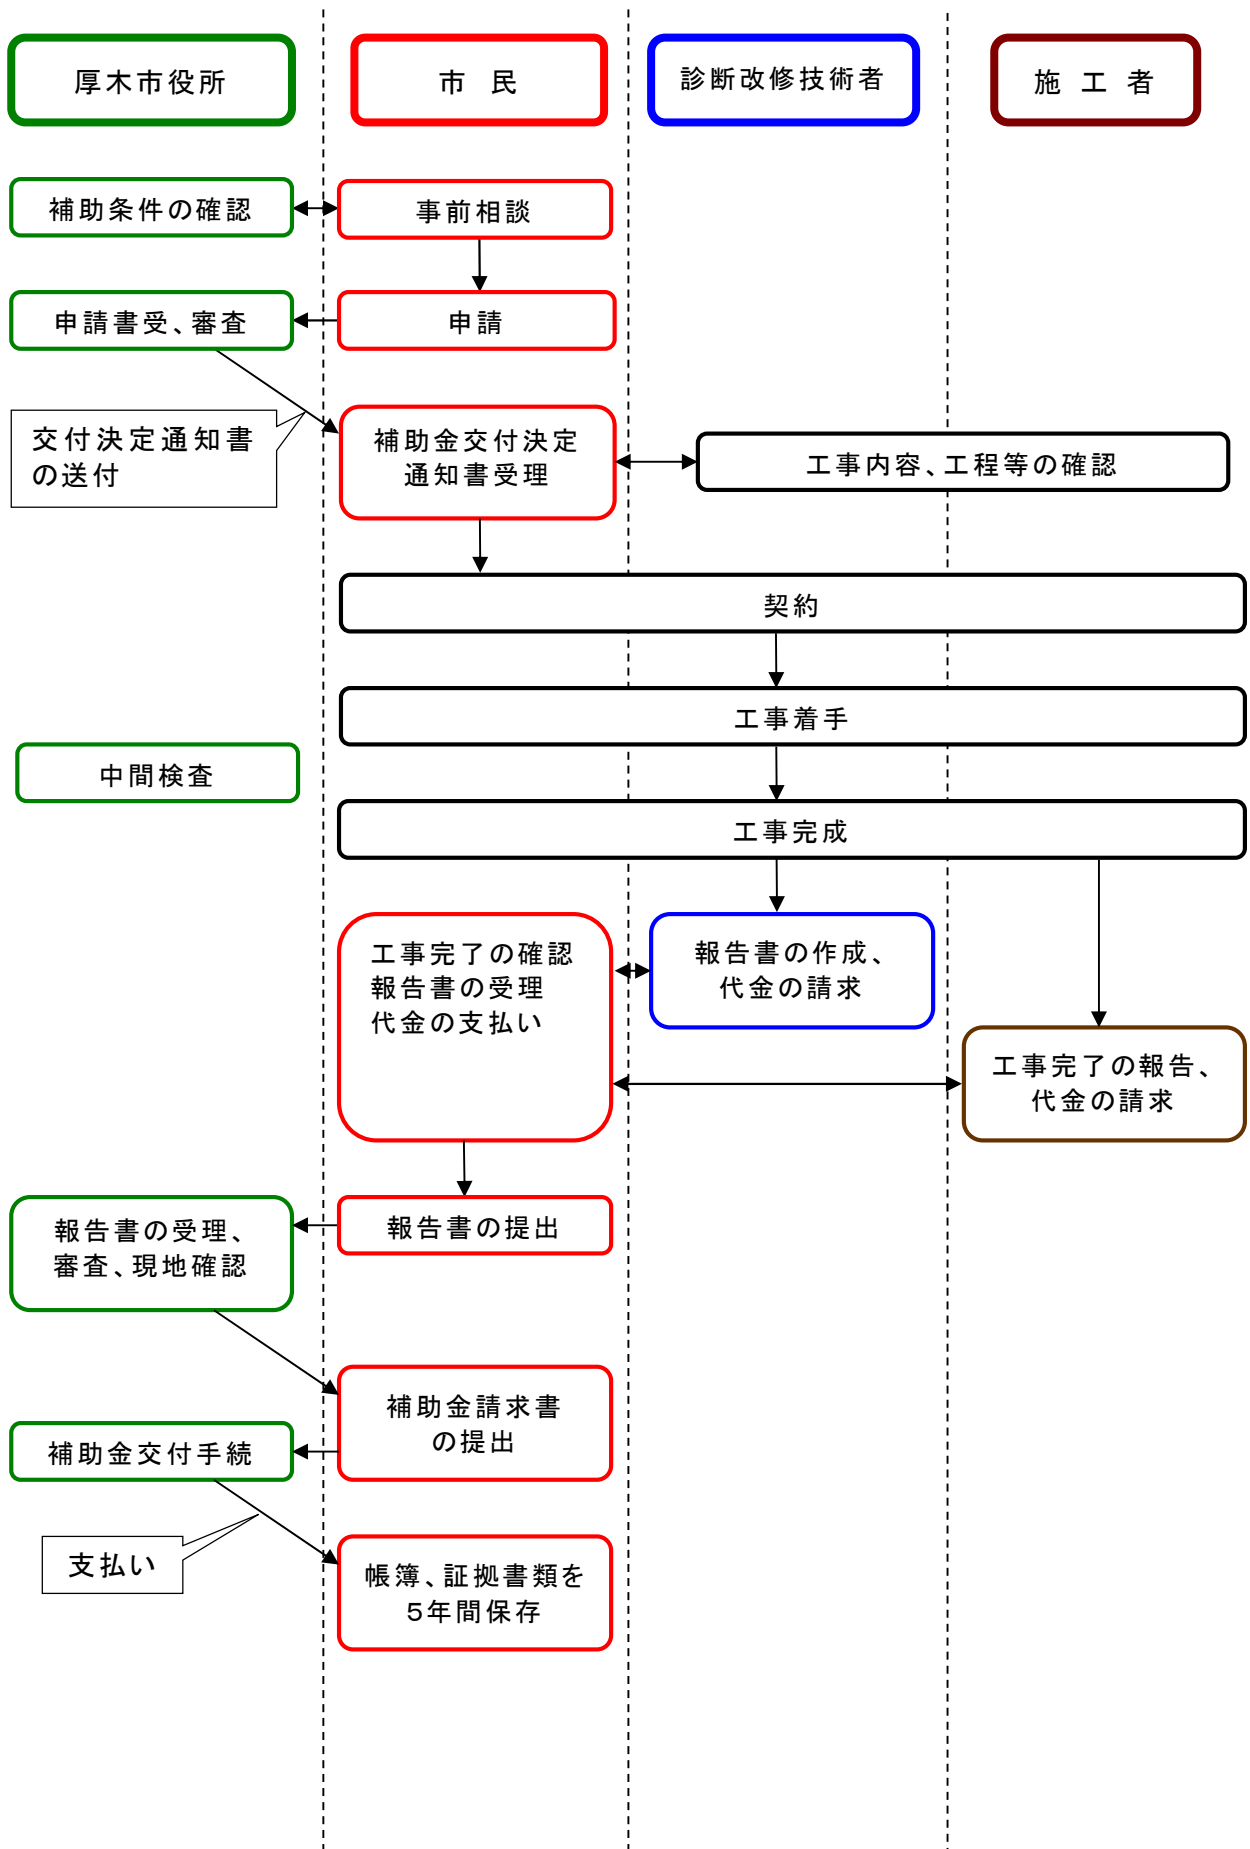 厚木市役所
市 民
診断改修技術者
施 工 者
補助条件の確認
事前相談
申請書受、審査
申請
交付決定通知書
の送付
補助金交付決定
通知書受理
工事内容、工程等の確認
契約
工事着手
中間検査
工事完成
工事完了の確認
報告書の受理
代金の支払い
報告書の作成、
代金の請求
工事完了の報告、
代金の請求
報告書の受理、
審査、現地確認
報告書の提出
補助金請求書
の提出
補助金交付手続
支払い
帳簿、証拠書類を
5年間保存